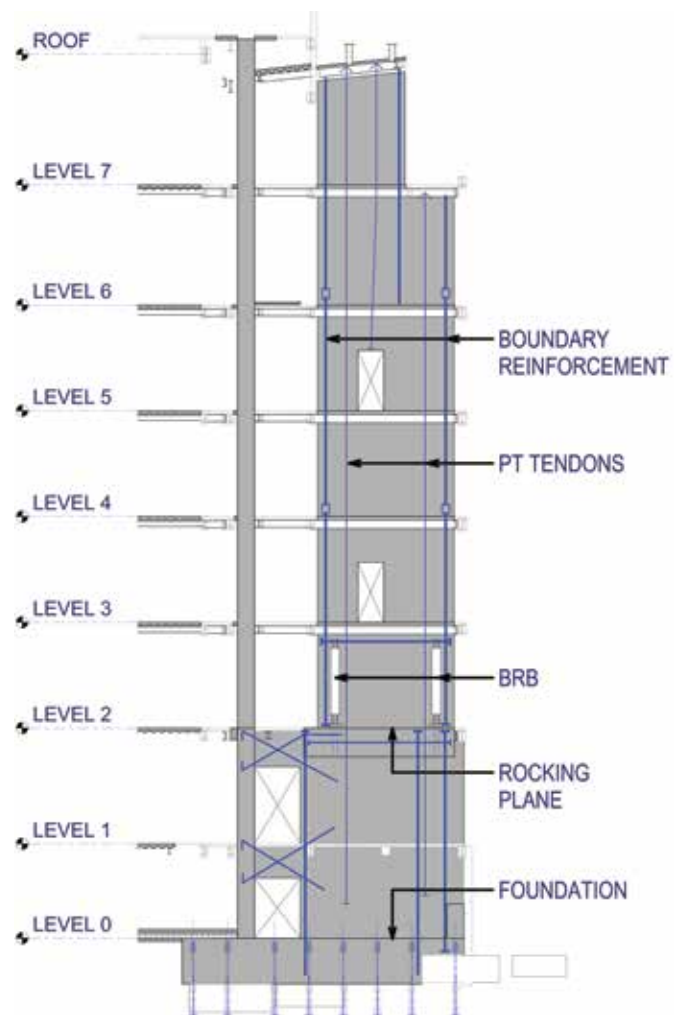 ROOF
LEVEL 7
LEVEL 6
BOUNDARY
REINFORCEMENT
LEVEL 5
PT TENDONS
LEVEL 4
LEVEL 3
BRB
LEVEL 2
ROCKING
PLANE
LEVEL 1
FOUNDATION
LEVEL 0